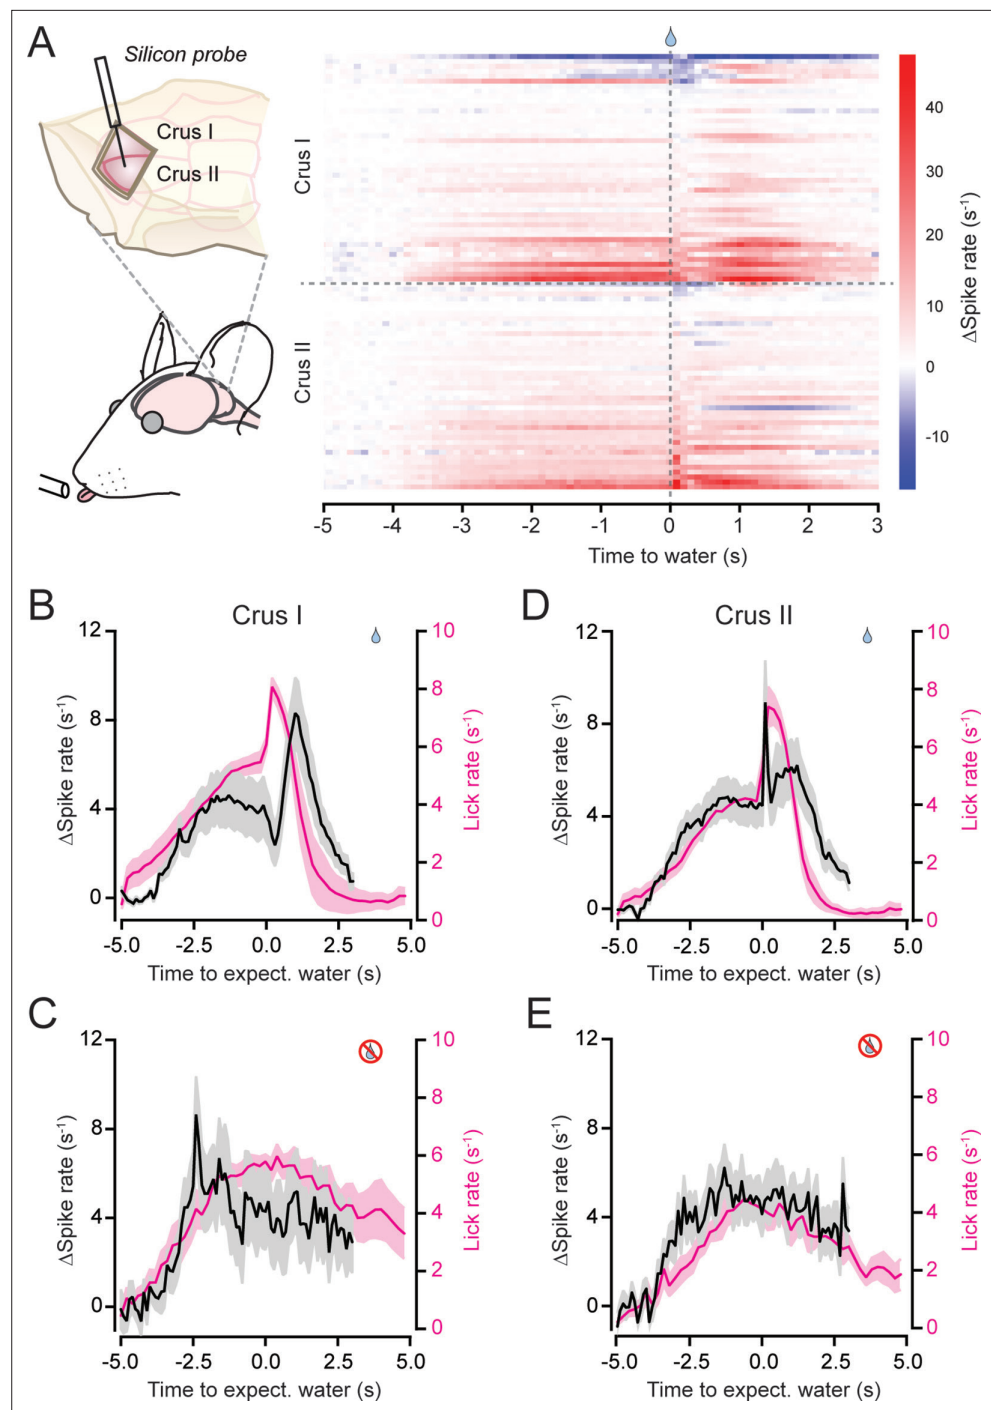 A
Silicon probe
Crus I
Crus II
Crus I
Crus II
40
30
20
10
0
-10
ΔSpike rate (s⁻¹)
-5 -4 -3 -2 -1 0 1 2 3
Time to water (s)
B
Crus I
12
8
4
0
ΔSpike rate (s⁻¹)
10
8
6
4
2
0
Lick rate (s⁻¹)
-5.0 -2.5 0.0 2.5 5.0
Time to expect. water (s)
D
Crus II
12
8
4
0
ΔSpike rate (s⁻¹)
10
8
6
4
2
0
Lick rate (s⁻¹)
-5.0 -2.5 0.0 2.5 5.0
Time to expect. water (s)
C
12
8
4
0
ΔSpike rate (s⁻¹)
10
8
6
4
2
0
Lick rate (s⁻¹)
-5.0 -2.5 0.0 2.5 5.0
Time to expect. water (s)
E
12
8
4
0
ΔSpike rate (s⁻¹)
10
8
6
4
2
0
Lick rate (s⁻¹)
-5.0 -2.5 0.0 2.5 5.0
Time to expect. water (s)